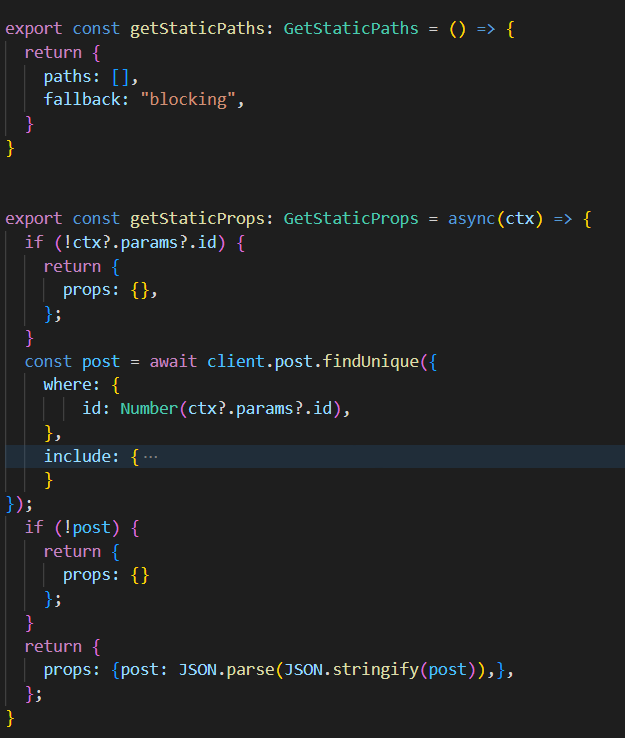 export const getStaticPaths: GetStaticPaths = () => {
  return {
    paths: [],
    fallback: "blocking",
  }
}
export const getStaticProps: GetStaticProps = async(ctx) => {
  if (!ctx?.params?.id) {
    return {
      props: {},
    };
  }
  const post = await client.post.findUnique({
    where: {
        id: Number(ctx?.params?.id),
    },
    include: {···
    }
});
  if (!post) {
    return {
      props: {}
    };
  }
  return {
    props: {post: JSON.parse(JSON.stringify(post)),},
  };
}